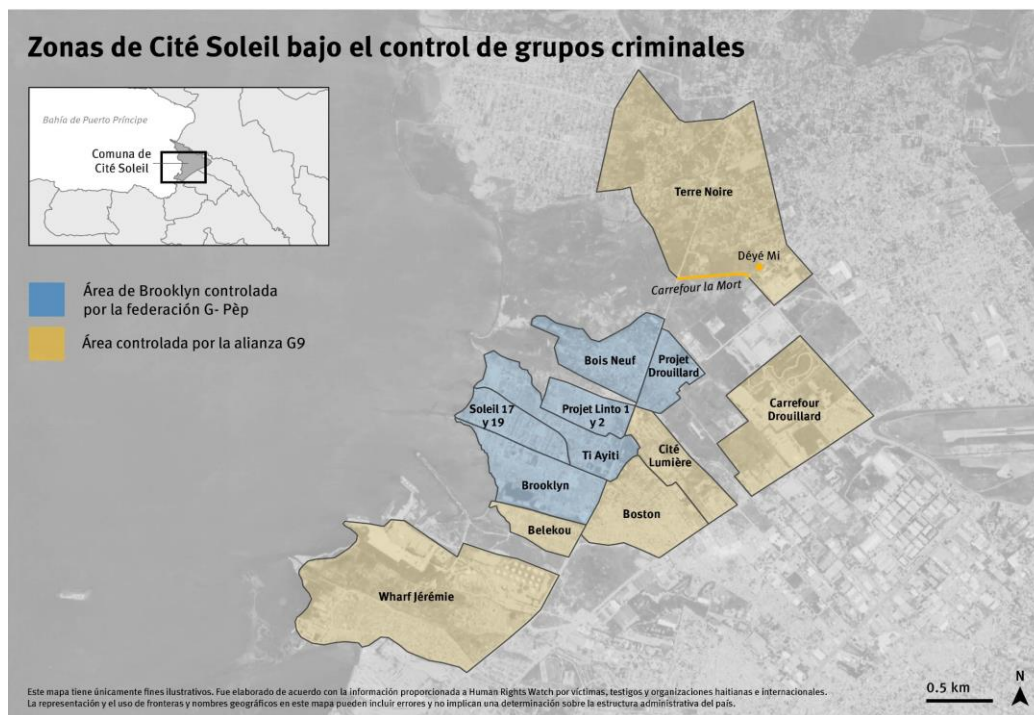 Zonas de Cité Soleil bajo el control de grupos criminales
Bahía de Puerto Príncipe
Comuna de
Cité Soleil
Área de Brooklyn controlada
por la federación G- Pèp
Área controlada por la alianza G9
Terre Noire
Dèyè Mi
Carrefour la Mort
Bois Neuf
Projet
Drouillard
Carrefour
Drouillard
Soleil 17
y 19
Projet Linto 1
y 2
Ti Ayiti
Cité
Lumière
Brooklyn
Boston
Belekou
Wharf Jérémie
Este mapa tiene únicamente fines ilustrativos. Fue elaborado de acuerdo con la información proporcionada a Human Rights Watch por víctimas, testigos y organizaciones haitianas e internacionales.
La representación y el uso de fronteras y nombres geográficos en este mapa pueden incluir errores y no implican una determinación sobre la estructura administrativa del país.
0.5 km
N